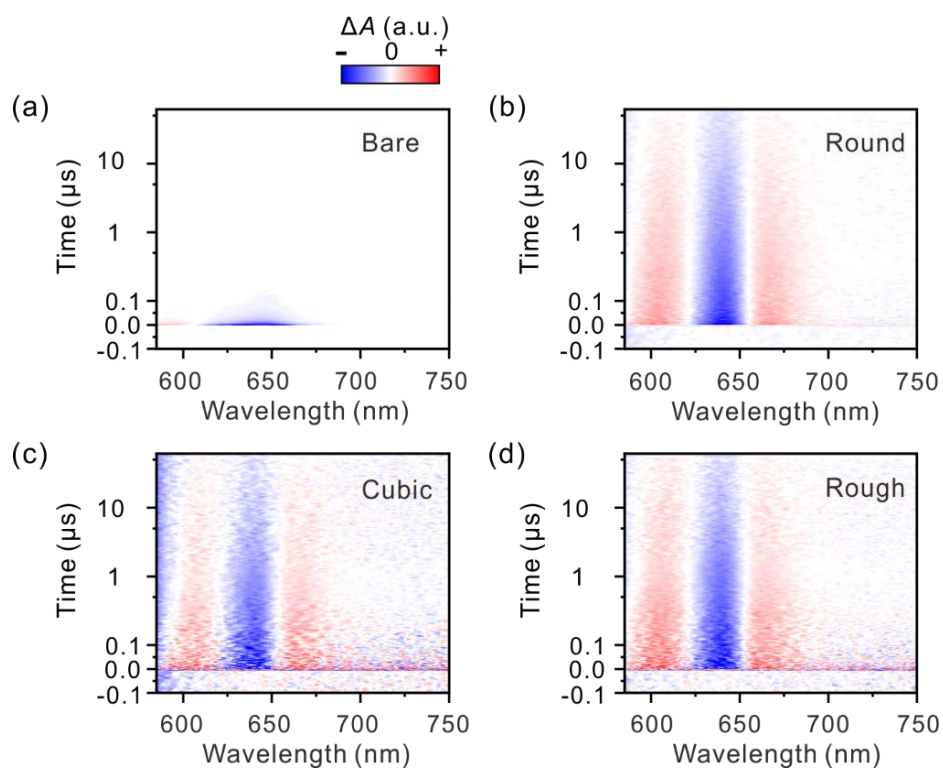 ΔA (a.u.)
- 0 +
(a)
Bare
Time (μs)
10
1
0.1
0.0
-0.1
600 650 700 750
Wavelength (nm)
(b)
Round
Time (μs)
10
1
0.1
0.0
-0.1
600 650 700 750
Wavelength (nm)
(c)
Cubic
Time (μs)
10
1
0.1
0.0
-0.1
600 650 700 750
Wavelength (nm)
(d)
Rough
Time (μs)
10
1
0.1
0.0
-0.1
600 650 700 750
Wavelength (nm)